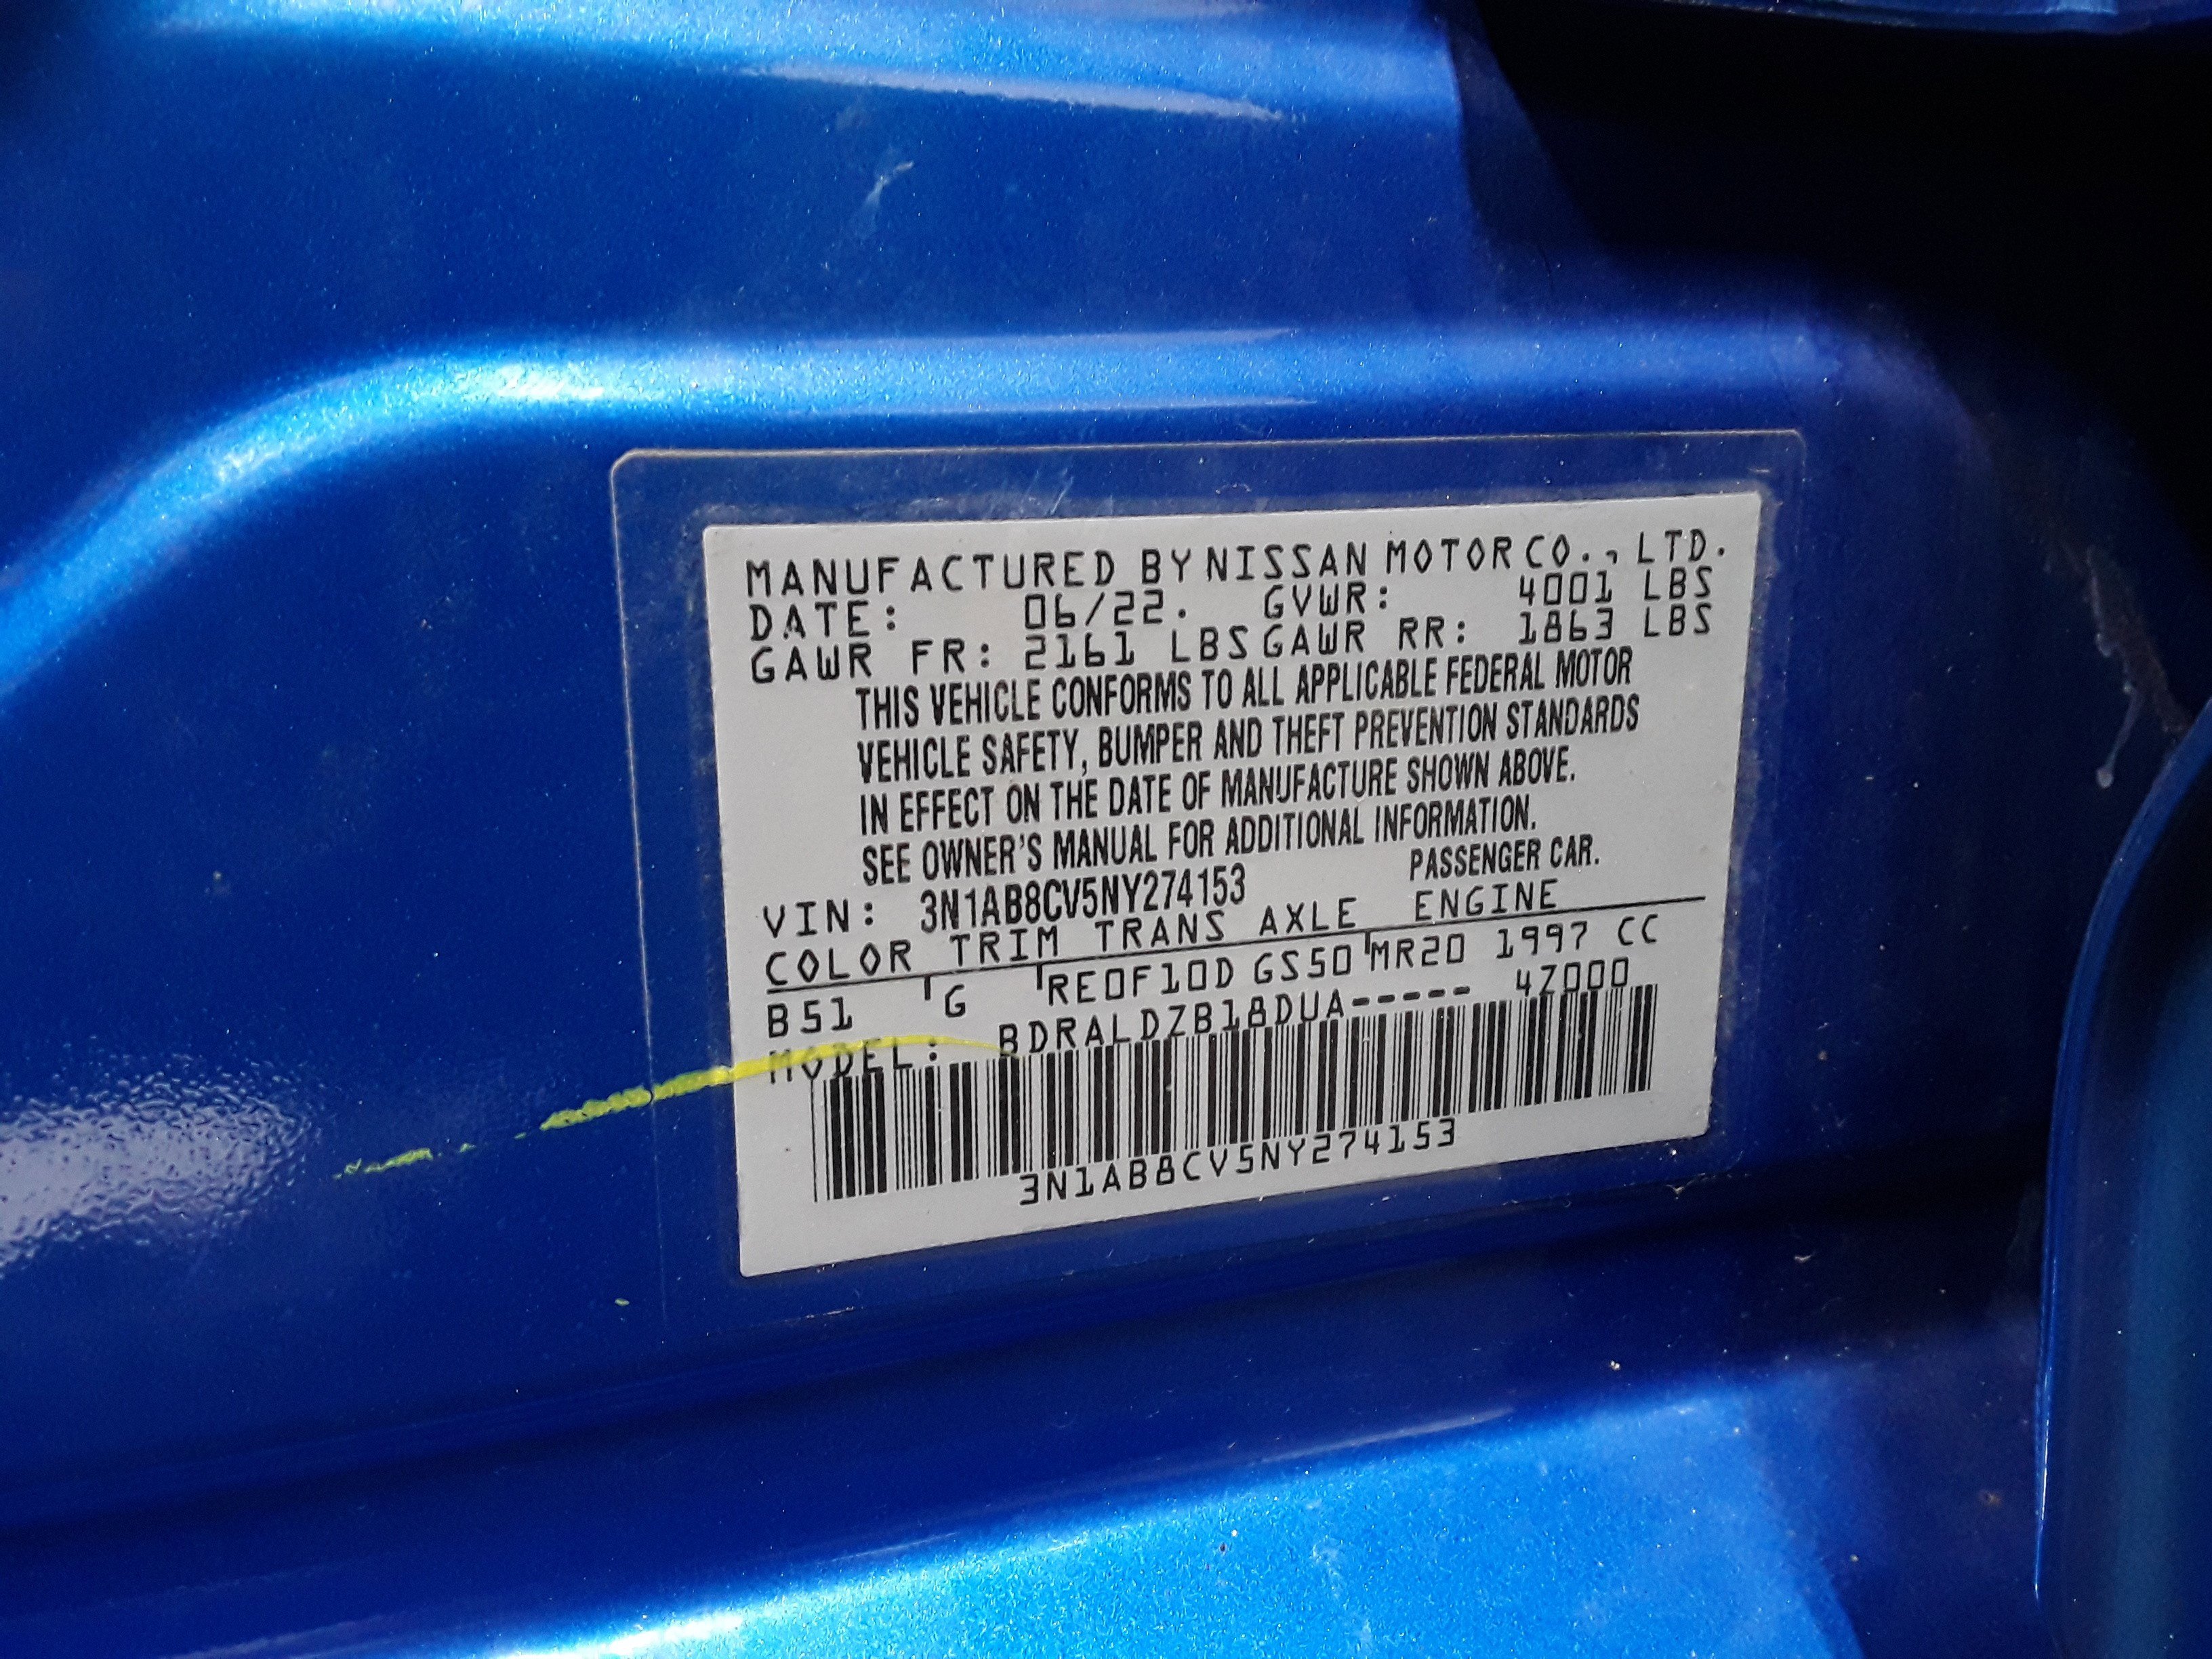 MANUFACTURED BY NISSAN MOTOR CO., LTD.
DATE: 06/22. GVWR: 4001 LBS
GAWR FR: 2161 LBS GAWR RR: 1863 LBS
THIS VEHICLE CONFORMS TO ALL APPLICABLE FEDERAL MOTOR
VEHICLE SAFETY, BUMPER AND THEFT PREVENTION STANDARDS
IN EFFECT ON THE DATE OF MANUFACTURE SHOWN ABOVE.
SEE OWNER'S MANUAL FOR ADDITIONAL INFORMATION.
VIN: 3N1AB8CV5NY274153 PASSENGER CAR.
COLOR TRIM TRANS AXLE ENGINE
B51 G RE0F10D GS50 MR20 1997 CC
MODEL: BDRALDZB18DUA----- 4Z000
3N1AB8CV5NY274153